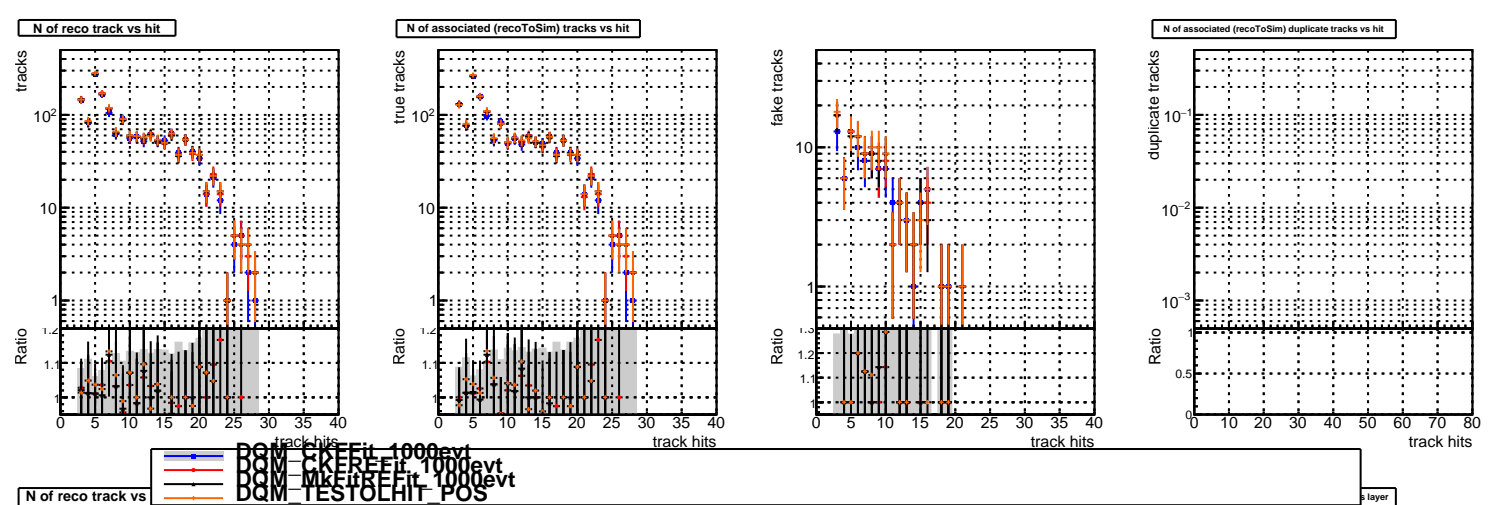 N of reco track vs hit
N of associated (recoToSim) tracks vs hit
N of associated (recoToSim) duplicate tracks vs hit
tracks
10²
10
1
Ratio
1.2
1.1
1
0 5 10 15 20 25 30 35 40
track hits
true tracks
10²
10
1
Ratio
1.2
1.1
1
0 5 10 15 20 25 30 35 40
track hits
fake tracks
10
1
Ratio
1.3
1.2
1.1
1
0 5 10 15 20 25 30 35 40
track hits
duplicate tracks
10⁻¹
10⁻²
10⁻³
Ratio
1
0.5
0
0 10 20 30 40 50 60 70 80
track hits
DQM_CKFFit_1000evt
DQM_CKFREFit_1000evt
DQM_MkFitREFit_1000evt
DQM_TESTOLHIT_POS
N of reco track vs
s layer